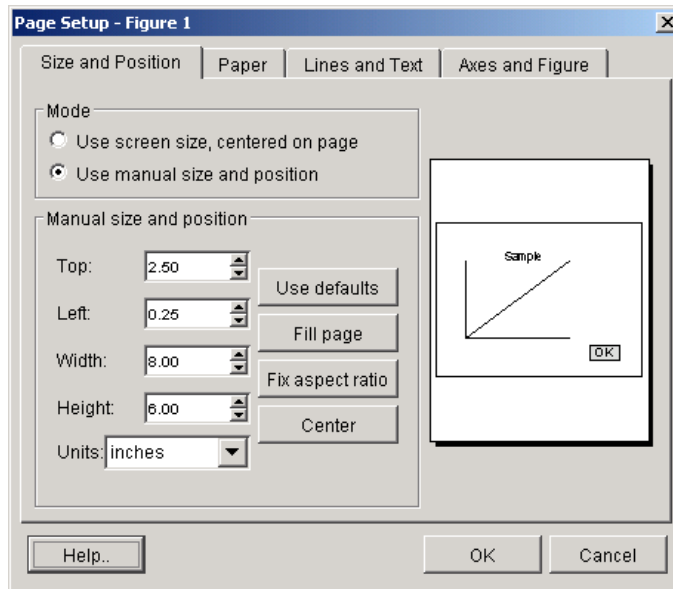 Page Setup - Figure 1
Size and Position Paper Lines and Text Axes and Figure
Mode
Use screen size, centered on page
Use manual size and position
Manual size and position
Top: 2.50
Use defaults
Left: 0.25
Fill page
Width: 8.00
Fix aspect ratio
Height: 6.00
Center
Units: inches
Sample
OK
Help.. OK Cancel